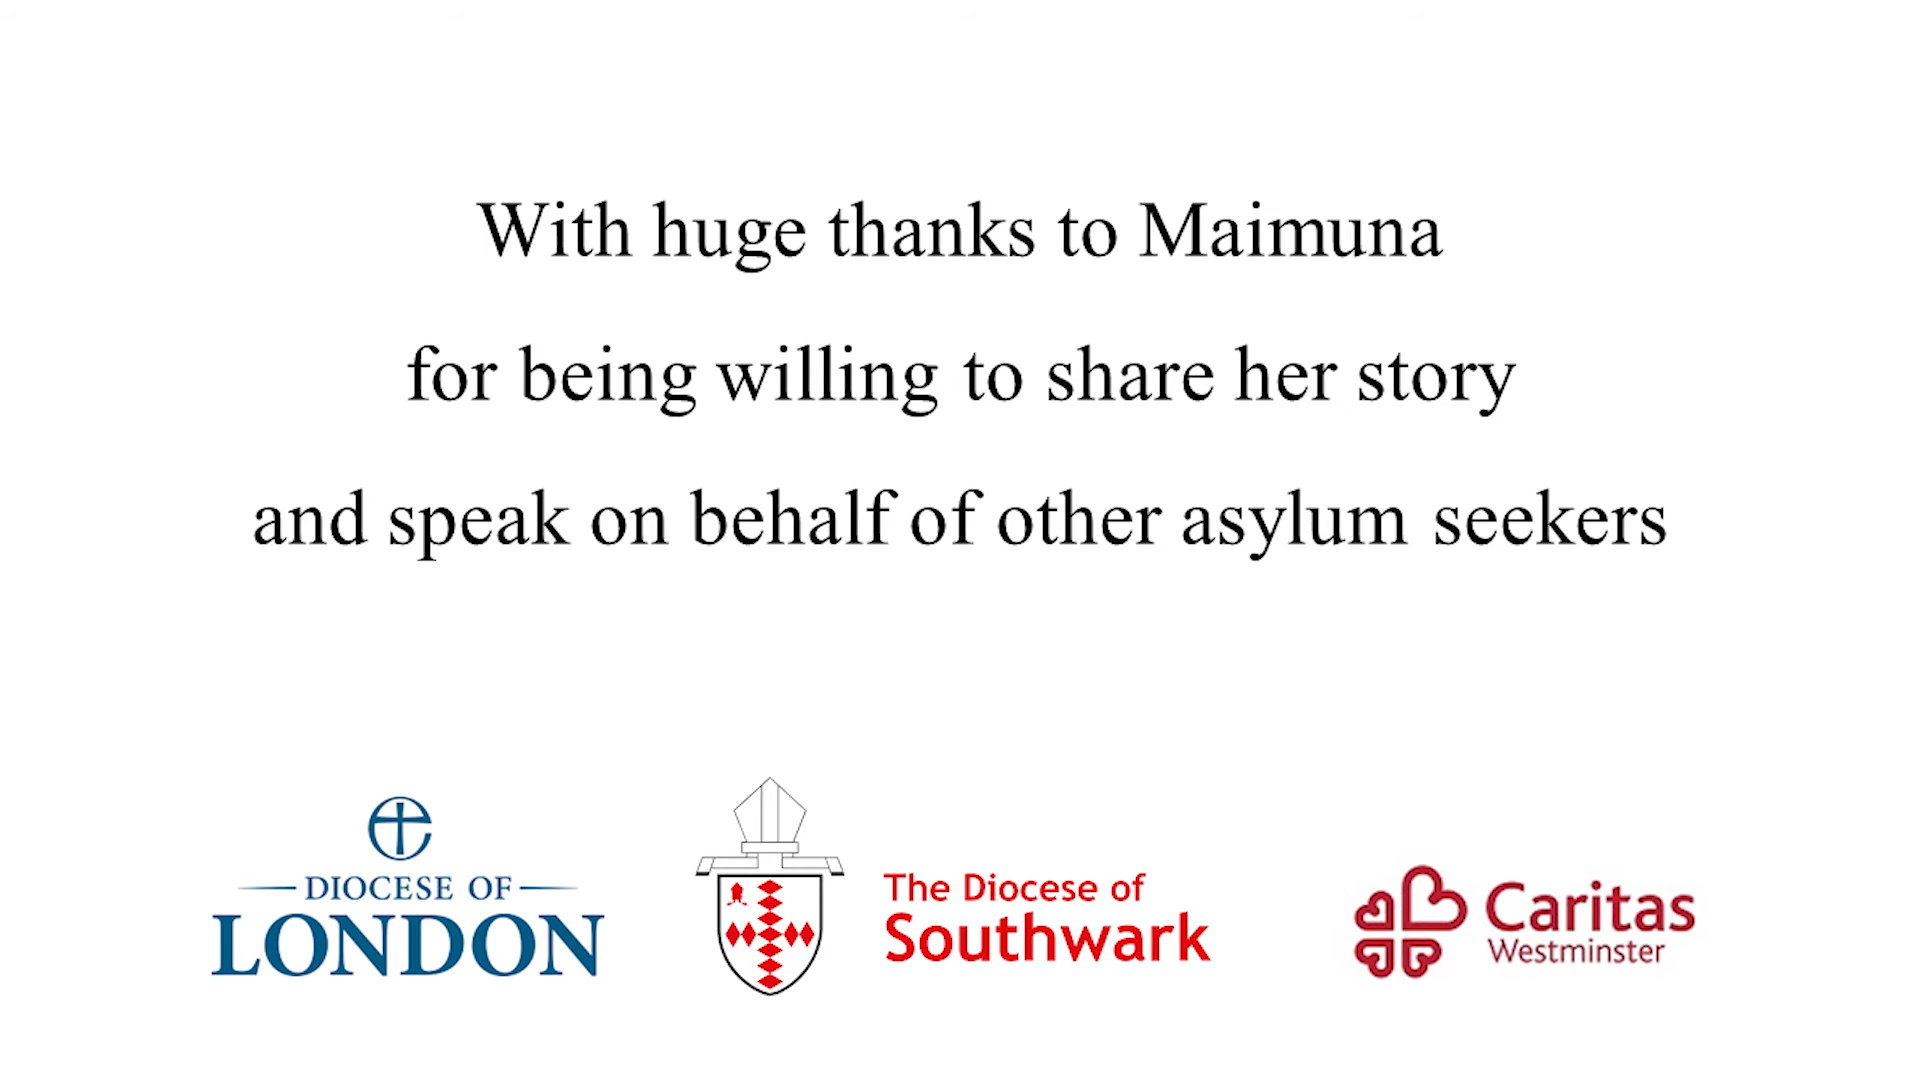 With huge thanks to Maimuna
for being willing to share her story
and speak on behalf of other asylum seekers
DIOCESE OF
LONDON
The Diocese of
Southwark
Caritas
Westminster